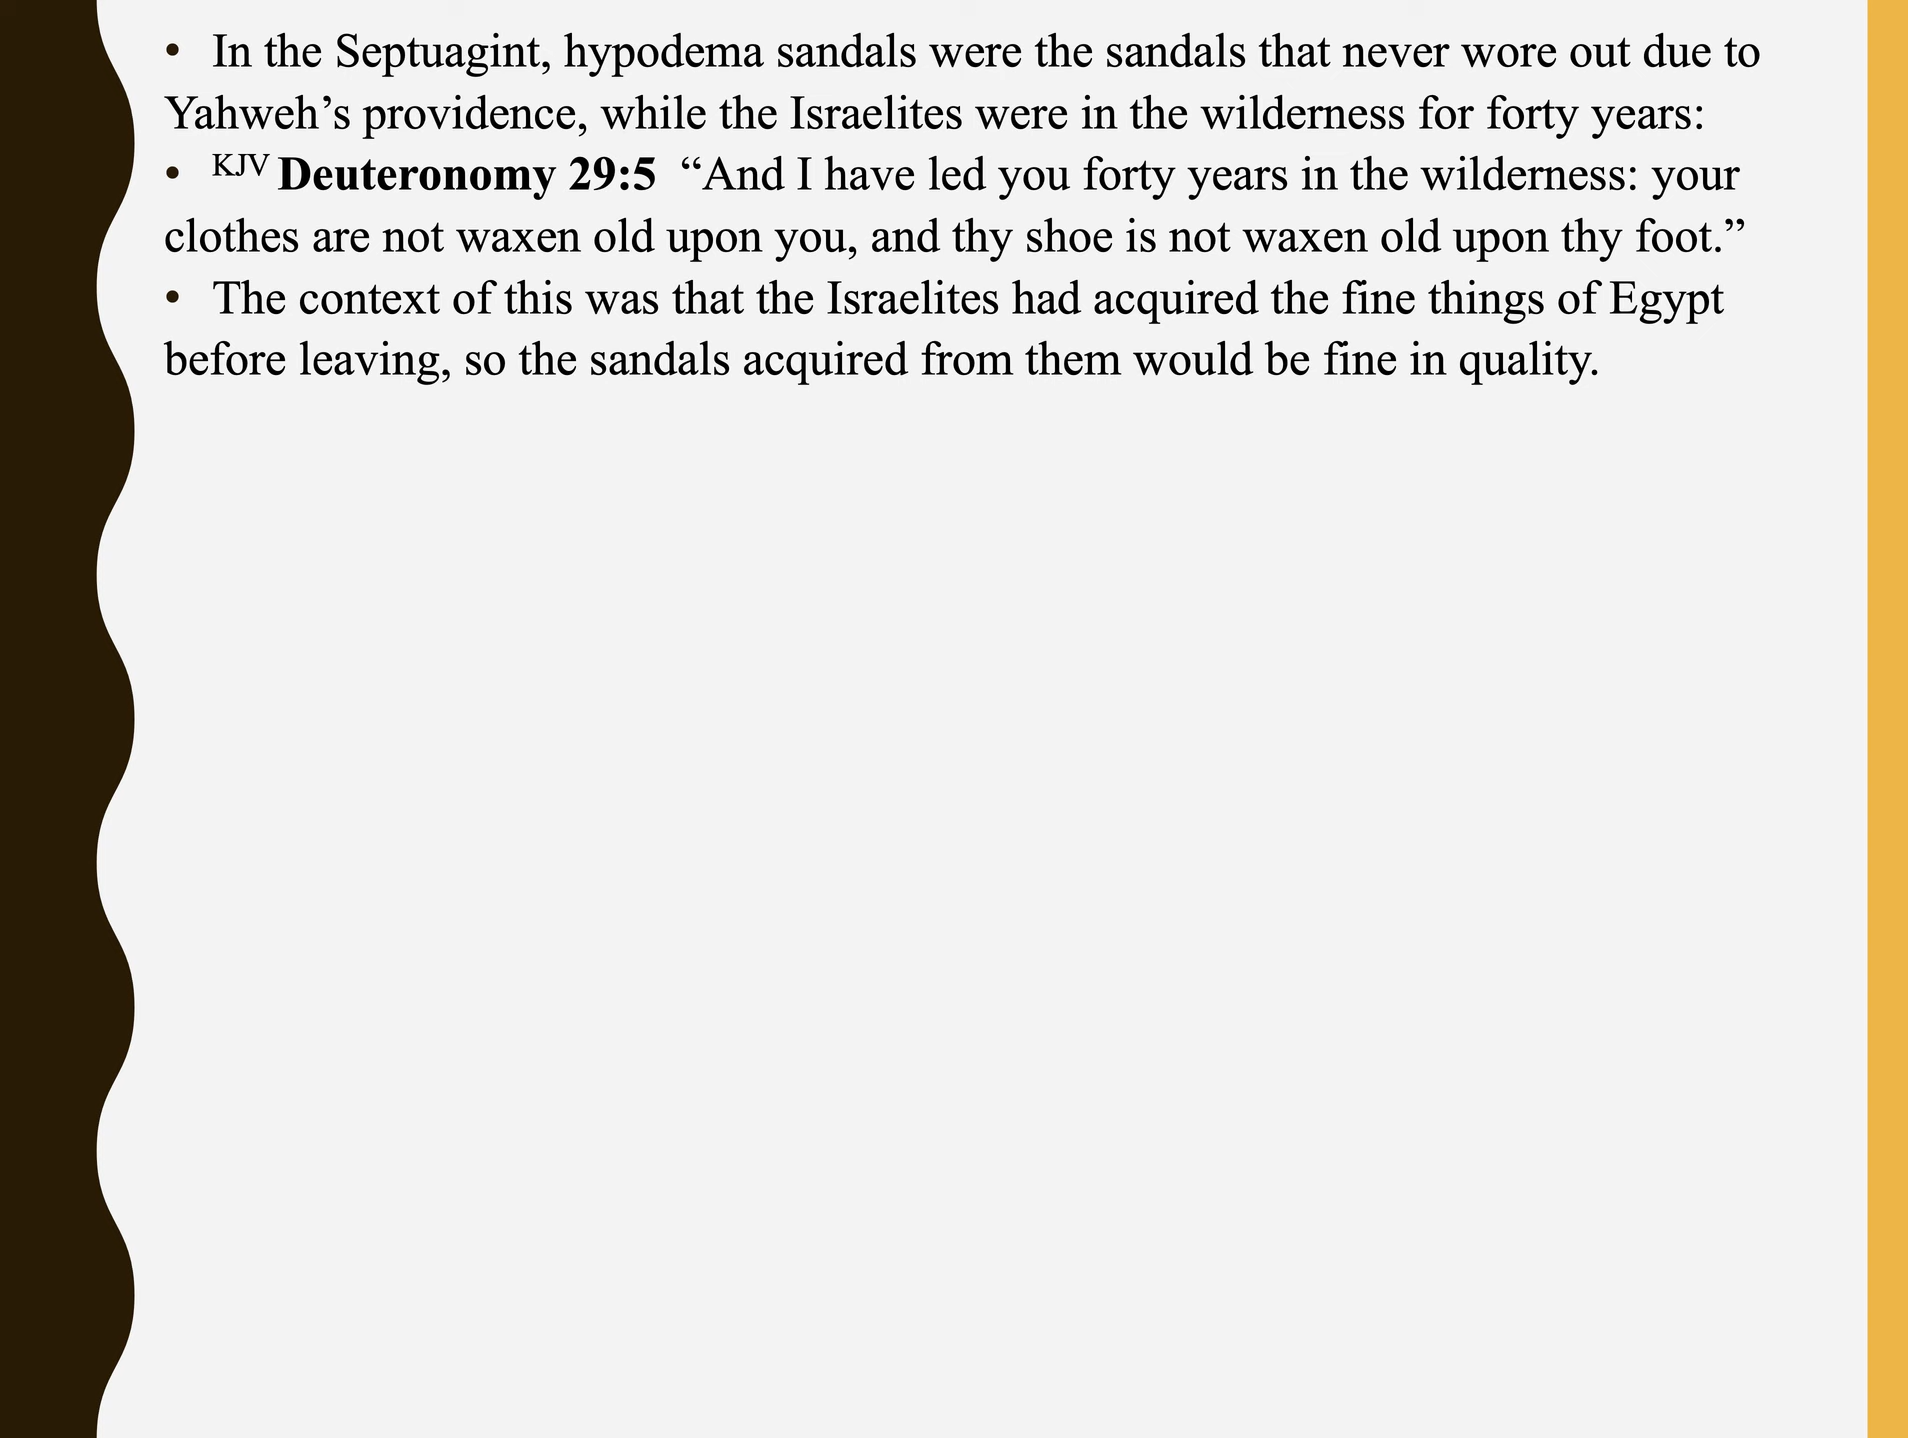 • In the Septuagint, hypodema sandals were the sandals that never wore out due to
Yahweh’s providence, while the Israelites were in the wilderness for forty years:
• KJV Deuteronomy 29:5 “And I have led you forty years in the wilderness: your
clothes are not waxen old upon you, and thy shoe is not waxen old upon thy foot.”
• The context of this was that the Israelites had acquired the fine things of Egypt
before leaving, so the sandals acquired from them would be fine in quality.